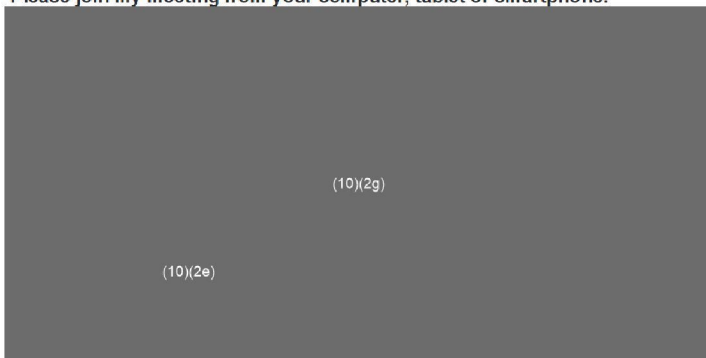 Please join my meeting from your computer, tablet or smartphone.
(10)(2g)
(10)(2e)